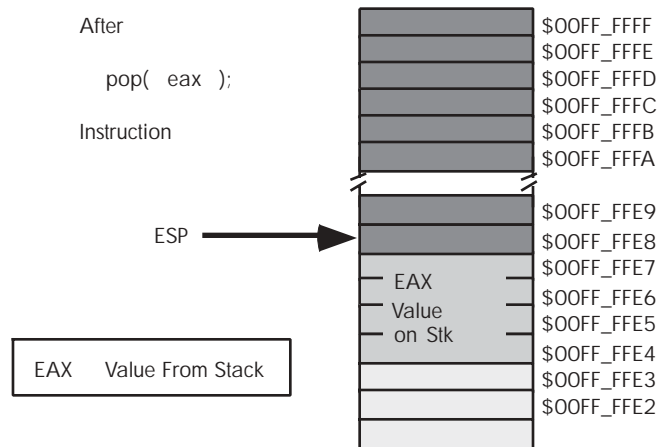 After
pop( eax );
Instruction
ESP
EAX Value From Stack
$00FF_FFFF
$00FF_FFFE
$00FF_FFFD
$00FF_FFFC
$00FF_FFFB
$00FF_FFFA
$00FF_FFE9
$00FF_FFE8
$00FF_FFE7
EAX
Value
on Stk
$00FF_FFE6
$00FF_FFE5
$00FF_FFE4
$00FF_FFE3
$00FF_FFE2